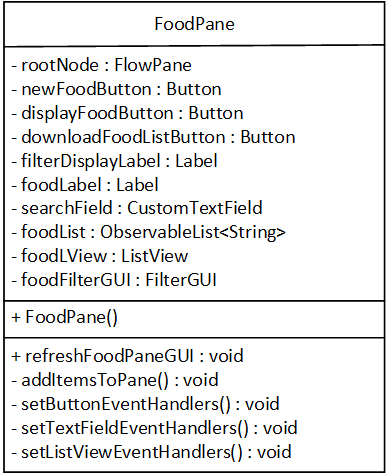 FoodPane
- rootNode : FlowPane
- newFoodButton : Button
- displayFoodButton : Button
- downloadFoodListButton : Button
- filterDisplayLabel : Label
- foodLabel : Label
- searchField : CustomTextField
- foodList : ObservableList<String>
- foodLView : ListView
- foodFilterGUI : FilterGUI
+ FoodPane()
+ refreshFoodPaneGUI : void
- addItemsToPane() : void
- setButtonEventHandlers() : void
- setTextFieldEventHandlers() : void
- setListViewEventHandlers() : void